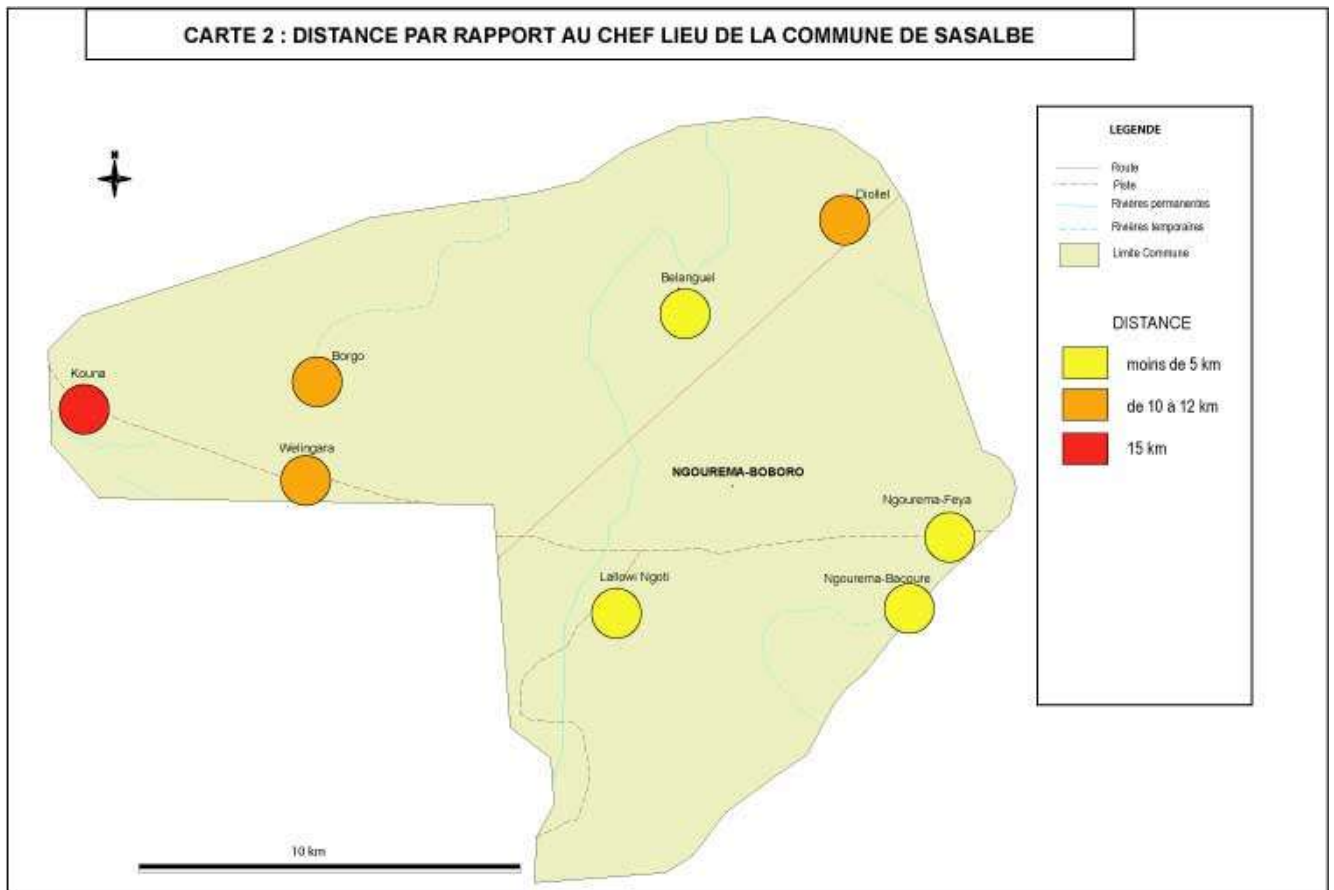 CARTE 2 : DISTANCE PAR RAPPORT AU CHEF LIEU DE LA COMMUNE DE SASALBE
N
LEGENDE
Route
Piste
Rivières permanentes
Rivières temporaires
Limite Commune
DISTANCE
moins de 5 km
de 10 à 12 km
15 km
Diollel
Belanguel
Borgo
Kouna
Welingara
NGOUREMA-BOBORO
Ngourema-Feya
Lallowi Ngoti
Ngourema-Bacoure
10 km